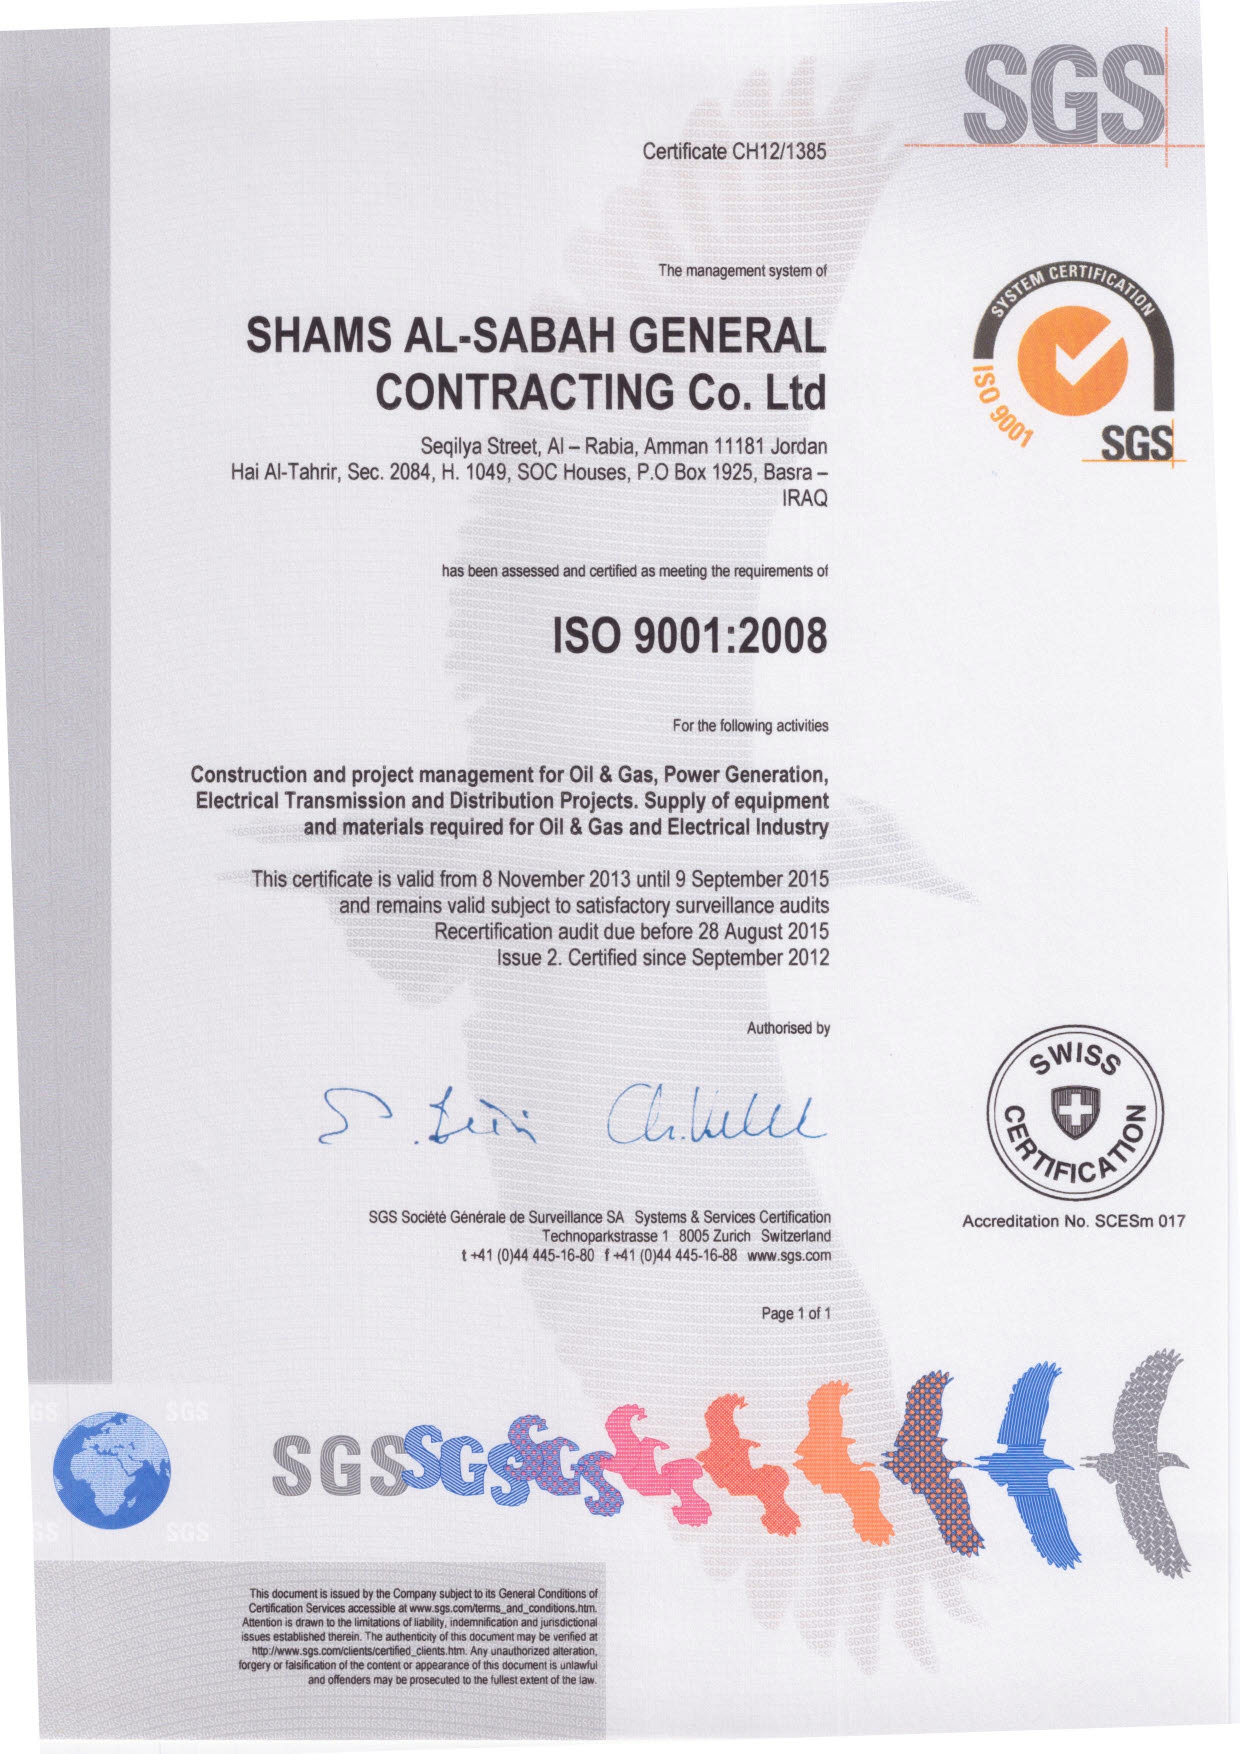 SGS
Certificate CH12/1385
The management system of
SHAMS AL-SABAH GENERAL
CONTRACTING Co. Ltd
SYSTEM CERTIFICATION
ISO 9001
SGS
Seqilya Street, Al – Rabia, Amman 11181 Jordan
Hai Al-Tahrir, Sec. 2084, H. 1049, SOC Houses, P.O Box 1925, Basra –
IRAQ
has been assessed and certified as meeting the requirements of
ISO 9001:2008
For the following activities
Construction and project management for Oil & Gas, Power Generation,
Electrical Transmission and Distribution Projects. Supply of equipment
and materials required for Oil & Gas and Electrical Industry
This certificate is valid from 8 November 2013 until 9 September 2015
and remains valid subject to satisfactory surveillance audits
Recertification audit due before 28 August 2015
Issue 2. Certified since September 2012
Authorised by
SWISS
CERTIFICATION
Accreditation No. SCESm 017
SGS Société Générale de Surveillance SA Systems & Services Certification
Technoparkstrasse 1 8005 Zurich Switzerland
t +41 (0)44 445-16-80 f +41 (0)44 445-16-88 www.sgs.com
Page 1 of 1
GS SGS
SGS SGS SGS
SS SGS
This document is issued by the Company subject to its General Conditions of
Certification Services accessible at www.sgs.com/terms_and_conditions.htm.
Attention is drawn to the limitations of liability, indemnification and jurisdictional
issues established therein. The authenticity of this document may be verified at
http://www.sgs.com/clients/certified_clients.htm. Any unauthorized alteration,
forgery or falsification of the content or appearance of this document is unlawful
and offenders may be prosecuted to the fullest extent of the law.